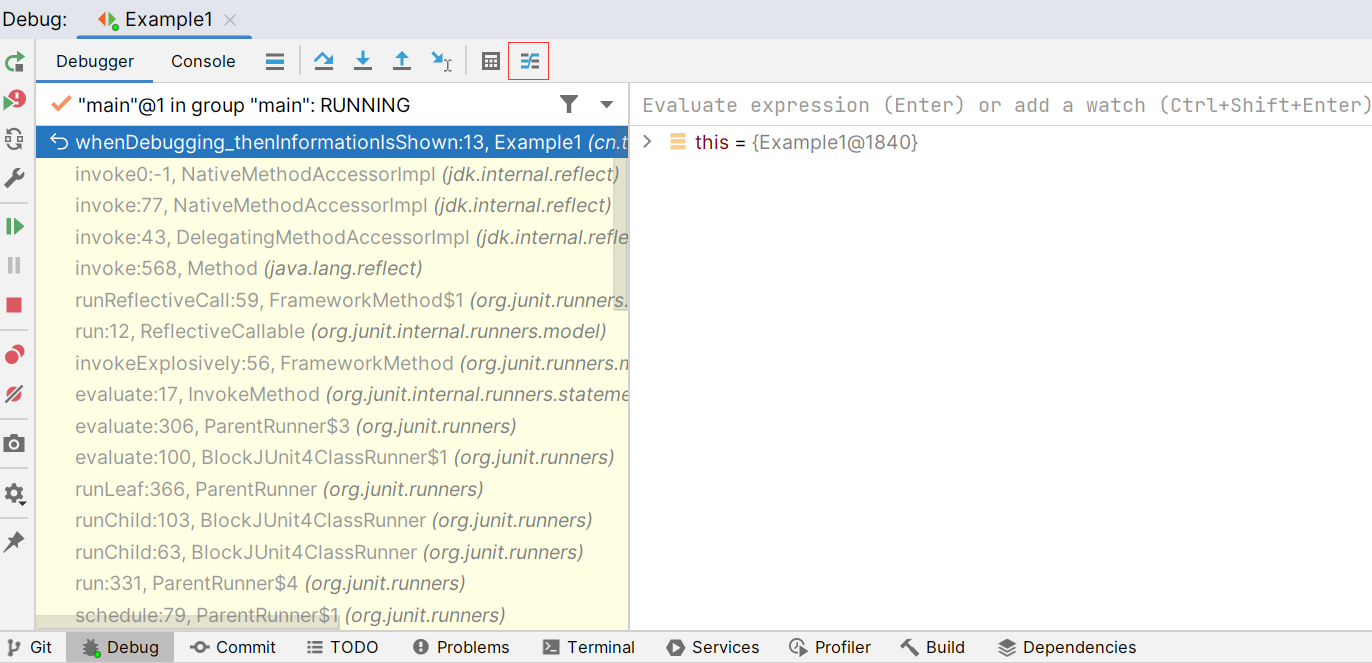 Debug: Example1
Debugger Console
"main"@1 in group "main": RUNNING
Evaluate expression (Enter) or add a watch (Ctrl+Shift+Enter)
whenDebugging_thenInformationIsShown:13, Example1 (cn.t
this = {Example1@1840}
invoke0:-1, NativeMethodAccessorImpl (jdk.internal.reflect)
invoke:77, NativeMethodAccessorImpl (jdk.internal.reflect)
invoke:43, DelegatingMethodAccessorImpl (jdk.internal.refle
invoke:568, Method (java.lang.reflect)
runReflectiveCall:59, FrameworkMethod$1 (org.junit.runners.
run:12, ReflectiveCallable (org.junit.internal.runners.model)
invokeExplosively:56, FrameworkMethod (org.junit.runners.m
evaluate:17, InvokeMethod (org.junit.internal.runners.stateme
evaluate:306, ParentRunner$3 (org.junit.runners)
evaluate:100, BlockJUnit4ClassRunner$1 (org.junit.runners)
runLeaf:366, ParentRunner (org.junit.runners)
runChild:103, BlockJUnit4ClassRunner (org.junit.runners)
runChild:63, BlockJUnit4ClassRunner (org.junit.runners)
run:331, ParentRunner$4 (org.junit.runners)
schedule:79, ParentRunner$1 (org.junit.runners)
Git Debug Commit TODO Problems Terminal Services Profiler Build Dependencies